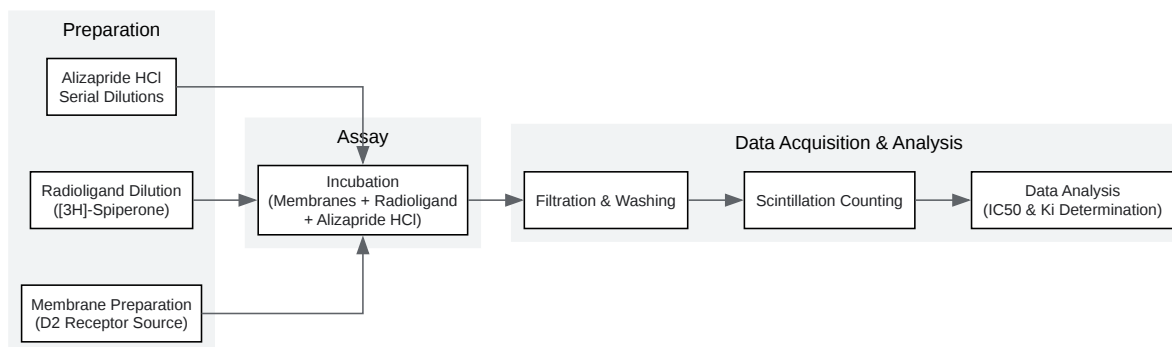 Preparation
Alizapride HCl
Serial Dilutions
Radioligand Dilution
([3H]-Spiperone)
Membrane Preparation
(D2 Receptor Source)
Assay
Incubation
(Membranes + Radioligand
+ Alizapride HCl)
Data Acquisition & Analysis
Filtration & Washing
Scintillation Counting
Data Analysis
(IC50 & Ki Determination)